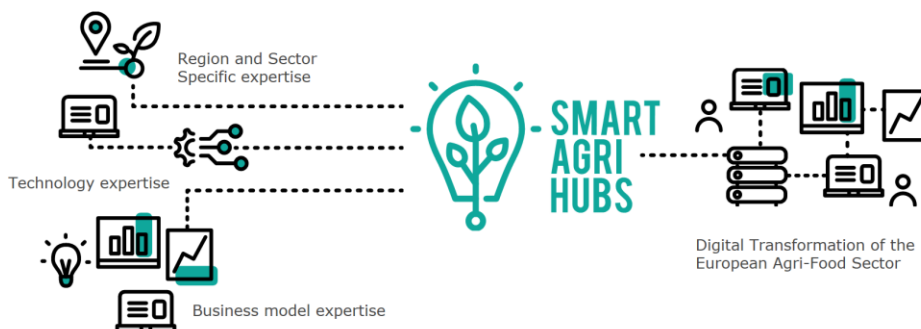 Region and Sector
Specific expertise
Technology expertise
Business model expertise
SMART
AGRI
HUBS
Digital Transformation of the
European Agri-Food Sector